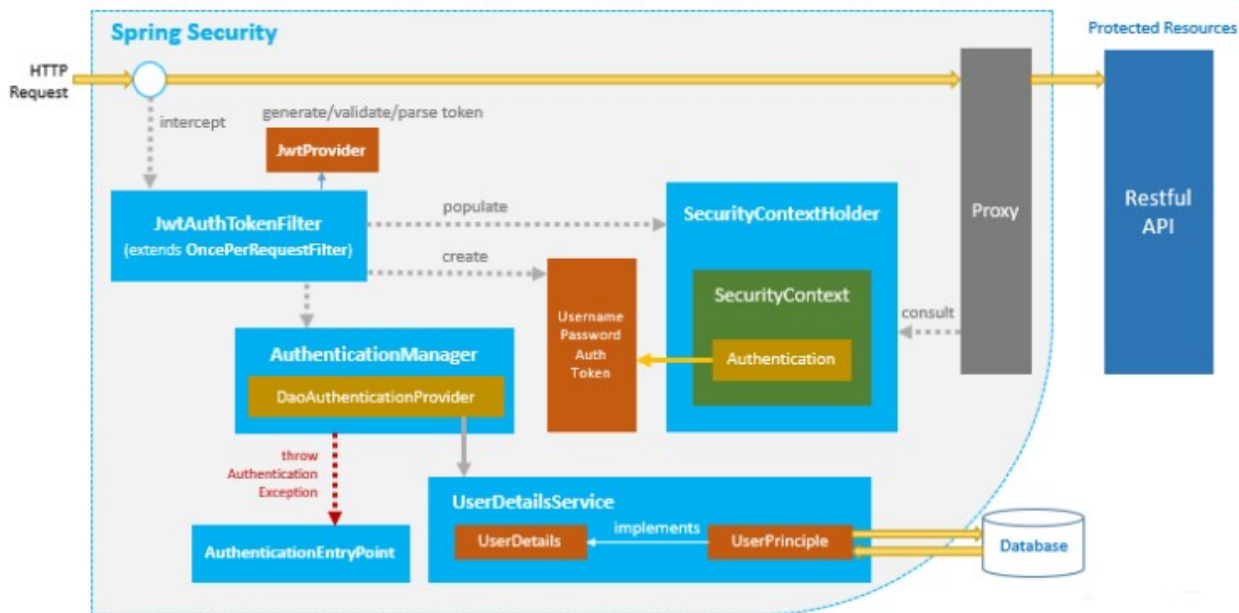 Spring Security
Protected Resources
HTTP
Request
intercept
generate/validate/parse token
JwtProvider
JwtAuthTokenFilter
(extends OncePerRequestFilter)
populate
create
SecurityContextHolder
SecurityContext
Authentication
Username
Password
Auth
Token
Proxy
consult
Restful
API
AuthenticationManager
DaoAuthenticationProvider
throw
Authentication
Exception
AuthenticationEntryPoint
UserDetailsService
UserDetails
implements
UserPrinciple
Database